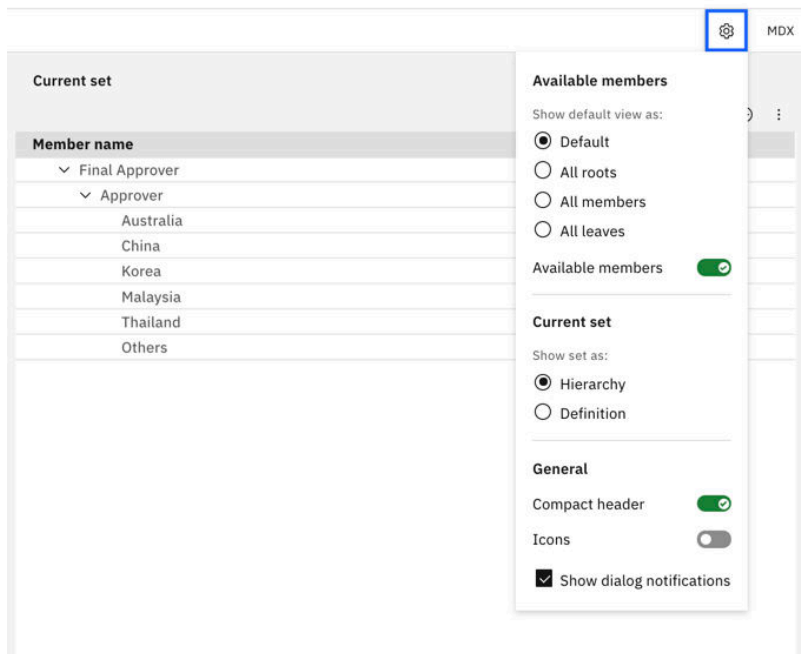 MDX
Current set
Member name
Final Approver
Approver
Australia
China
Korea
Malaysia
Thailand
Others
Available members
Show default view as:
Default
All roots
All members
All leaves
Available members
Current set
Show set as:
Hierarchy
Definition
General
Compact header
Icons
Show dialog notifications